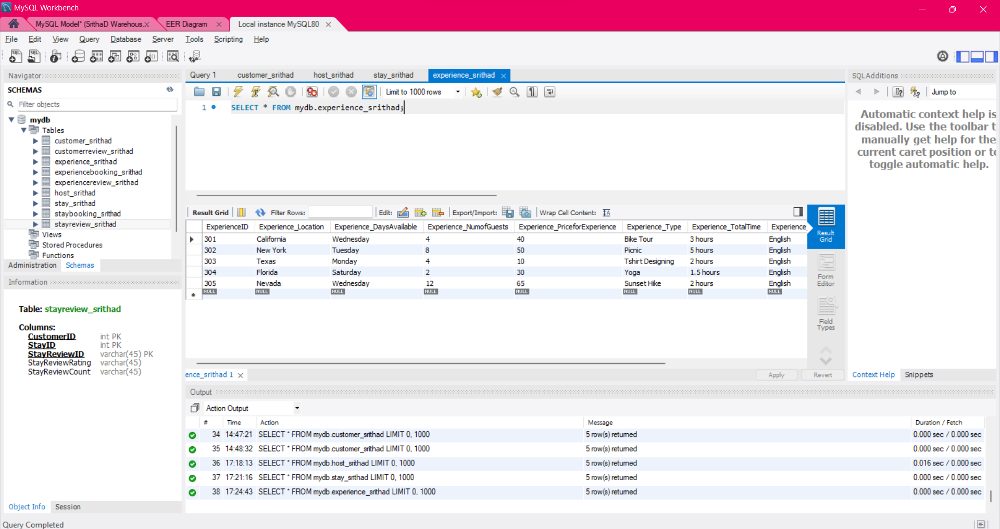 MySQL Workbench
MySQL Model* (SrithaD Warehous.✕ EER Diagram Local instance MySQL80
File Edit View Query Database Server Tools Scripting Help
Navigator
SCHEMAS
Filter objects
mydb
Tables
customer_srithad
customerreview_srithad
experience_srithad
experiencebooking_srithad
experiencereview_srithad
host_srithad
stay_srithad
staybooking_srithad
stayreview_srithad
Views
Stored Procedures
Functions
Administration Schemas
Information
Table: stayreview_srithad
Columns:
CustomerID int PK
StayID int PK
StayReviewID varchar(45) PK
StayReviewRating varchar(45)
StayReviewCount varchar(45)
Object Info Session
Query Completed
Query 1 customer_srithad host_srithad stay_srithad experience_srithad
Limit to 1000 rows
1 SELECT * FROM mydb.experience_srithad;
Result Grid Filter Rows: Edit: Export/Import: Wrap Cell Content:
ExperienceID Experience_Location Experience_DaysAvailable Experience_NumofGuests Experience_PriceforExperience Experience_Type Experience_TotalTime Experience_
301 California Wednesday 4 40 Bike Tour 3 hours English
302 New York Tuesday 8 50 Picnic 5 hours English
303 Texas Monday 4 10 Tshirt Designing 2 hours English
304 Florida Saturday 2 30 Yoga 1.5 hours English
305 Nevada Wednesday 12 65 Sunset Hike 2 hours English
NULL NULL NULL NULL NULL NULL NULL NULL
Result
Grid
Form
Editor
Field
Types
ence_srithad 1
Apply Revert
SQLAdditions
Jump to
Automatic context help is
disabled. Use the toolbar t
manually get help for the
current caret position or to
toggle automatic help.
Context Help Snippets
Output
Action Output
# Time Action Message Duration / Fetch
34 14:47:21 SELECT * FROM mydb.customer_srithad LIMIT 0, 1000 5 row(s) returned 0.000 sec / 0.000 sec
35 14:48:32 SELECT * FROM mydb.customer_srithad LIMIT 0, 1000 5 row(s) returned 0.000 sec / 0.000 sec
36 17:18:13 SELECT * FROM mydb.host_srithad LIMIT 0, 1000 5 row(s) returned 0.016 sec / 0.000 sec
37 17:21:16 SELECT * FROM mydb.stay_srithad LIMIT 0, 1000 5 row(s) returned 0.000 sec / 0.000 sec
38 17:24:43 SELECT * FROM mydb.experience_srithad LIMIT 0, 1000 5 row(s) returned 0.000 sec / 0.000 sec